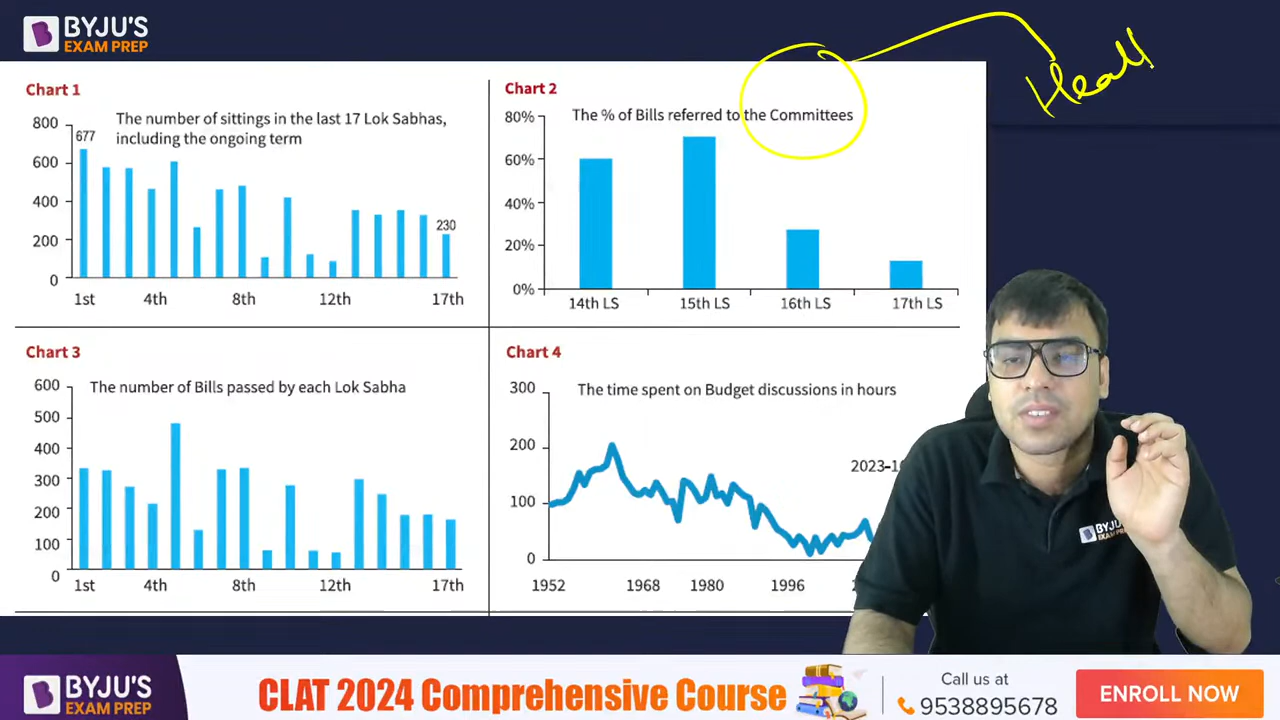 BYJU'S
EXAM PREP
Chart 1
The number of sittings in the last 17 Lok Sabhas,
including the ongoing term
800
677
600
400
200
230
0
1st
4th
8th
12th
17th
Chart 2
The % of Bills referred to the Committees
80%
60%
40%
20%
0%
14th LS
15th LS
16th LS
17th LS
Chart 3
The number of Bills passed by each Lok Sabha
600
500
400
300
200
100
0
1st
4th
8th
12th
17th
Chart 4
The time spent on Budget discussions in hours
300
200
100
0
1952
1968
1980
1996
BYJU'S
EXAM PREP
BYJU'S
EXAM PREP
CLAT 2024 Comprehensive Course
Call us at
9538895678
ENROLL NOW